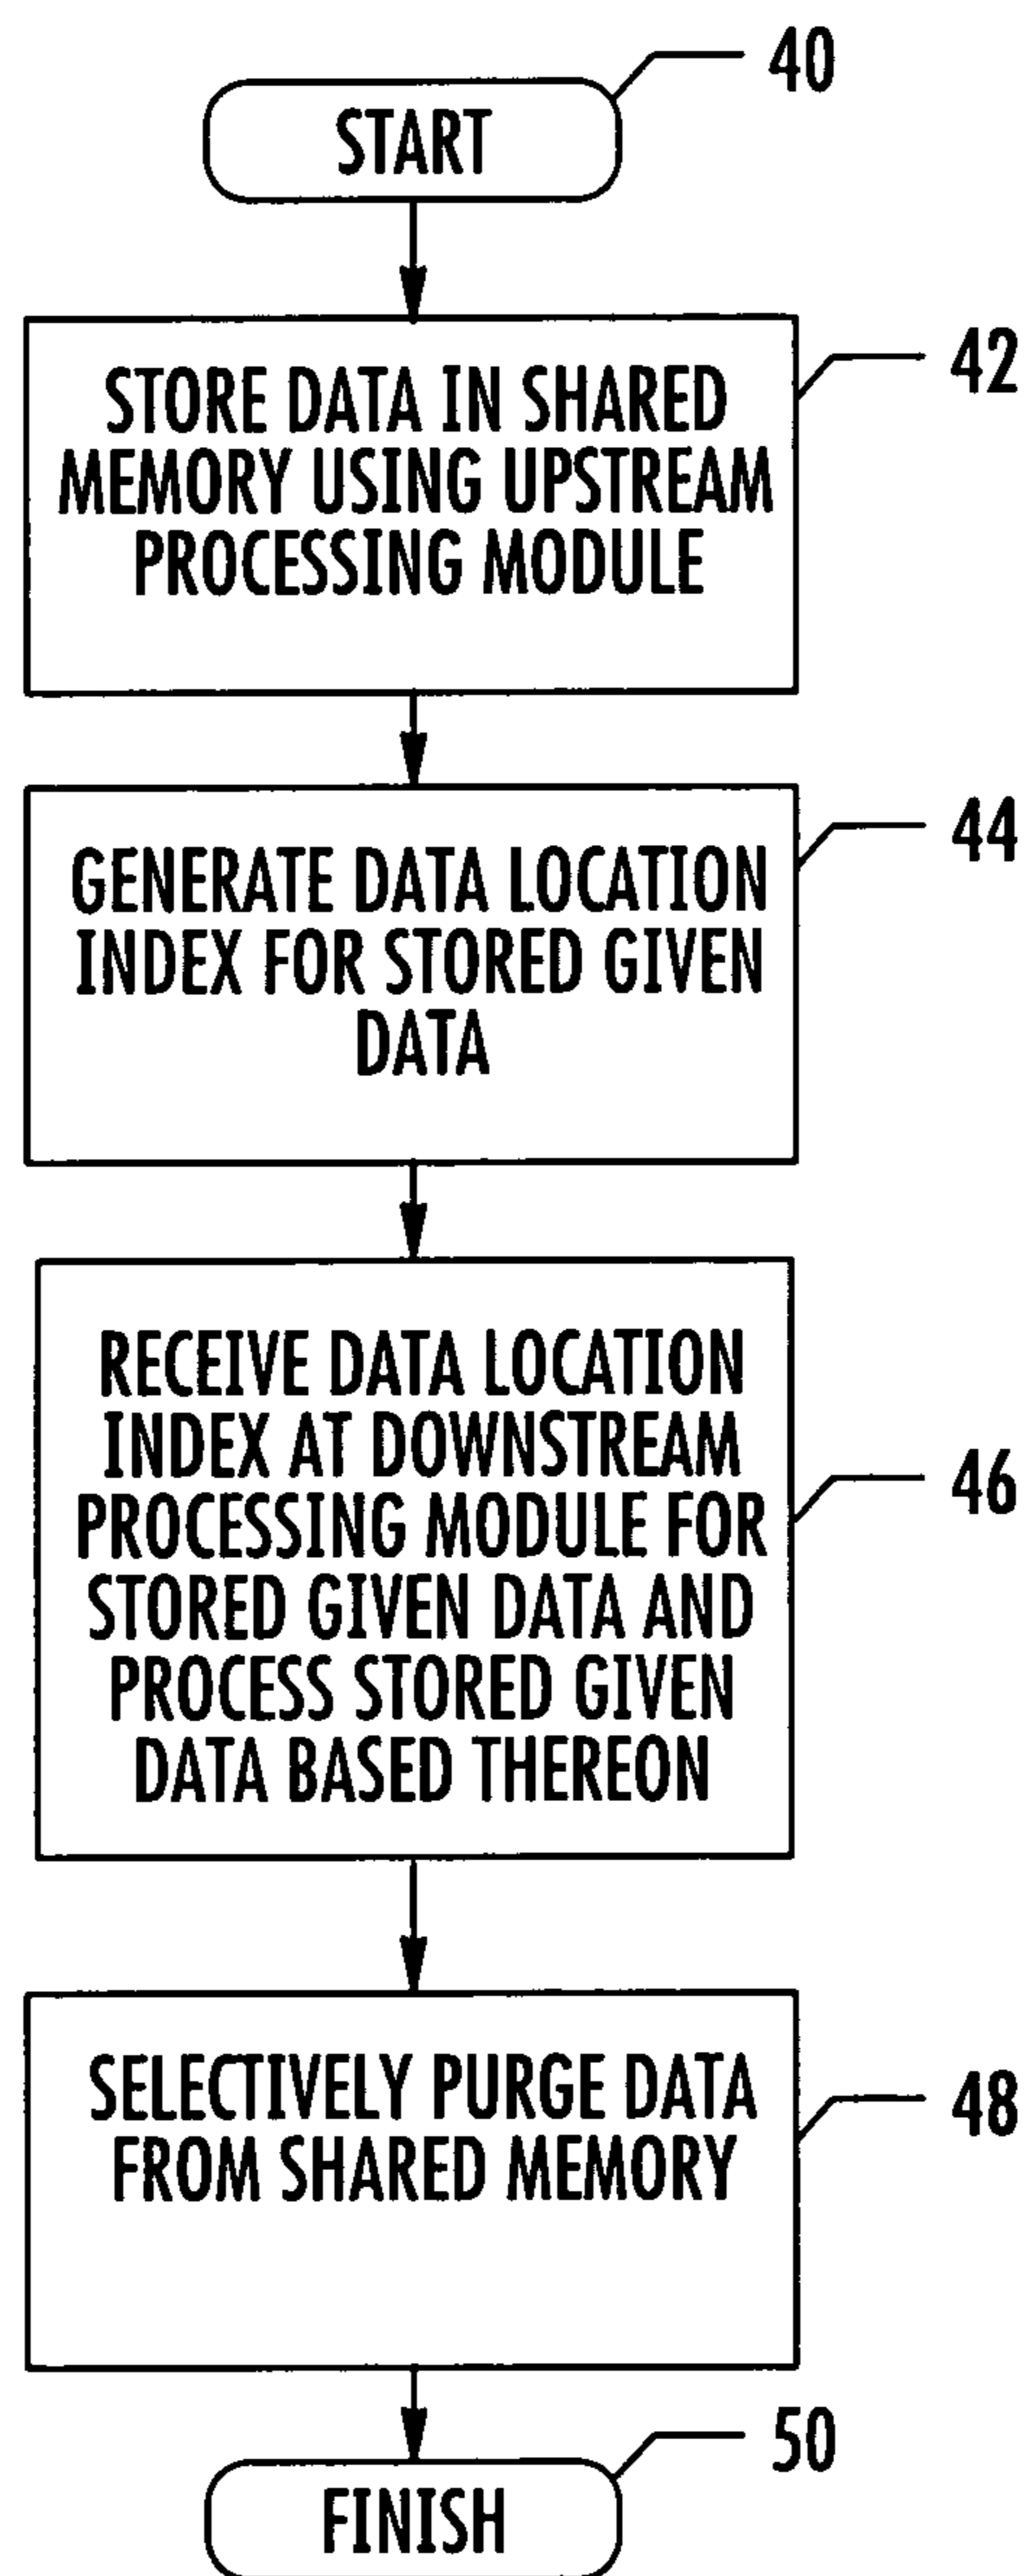 40
START
42
STORE DATA IN SHARED
MEMORY USING UPSTREAM
PROCESSING MODULE
44
GENERATE DATA LOCATION
INDEX FOR STORED GIVEN
DATA
RECEIVE DATA LOCATION
INDEX AT DOWNSTREAM
PROCESSING MODULE FOR
STORED GIVEN DATA AND
PROCESS STORED GIVEN
DATA BASED THEREON
46
SELECTIVELY PURGE DATA
FROM SHARED MEMORY
48
50
FINISH